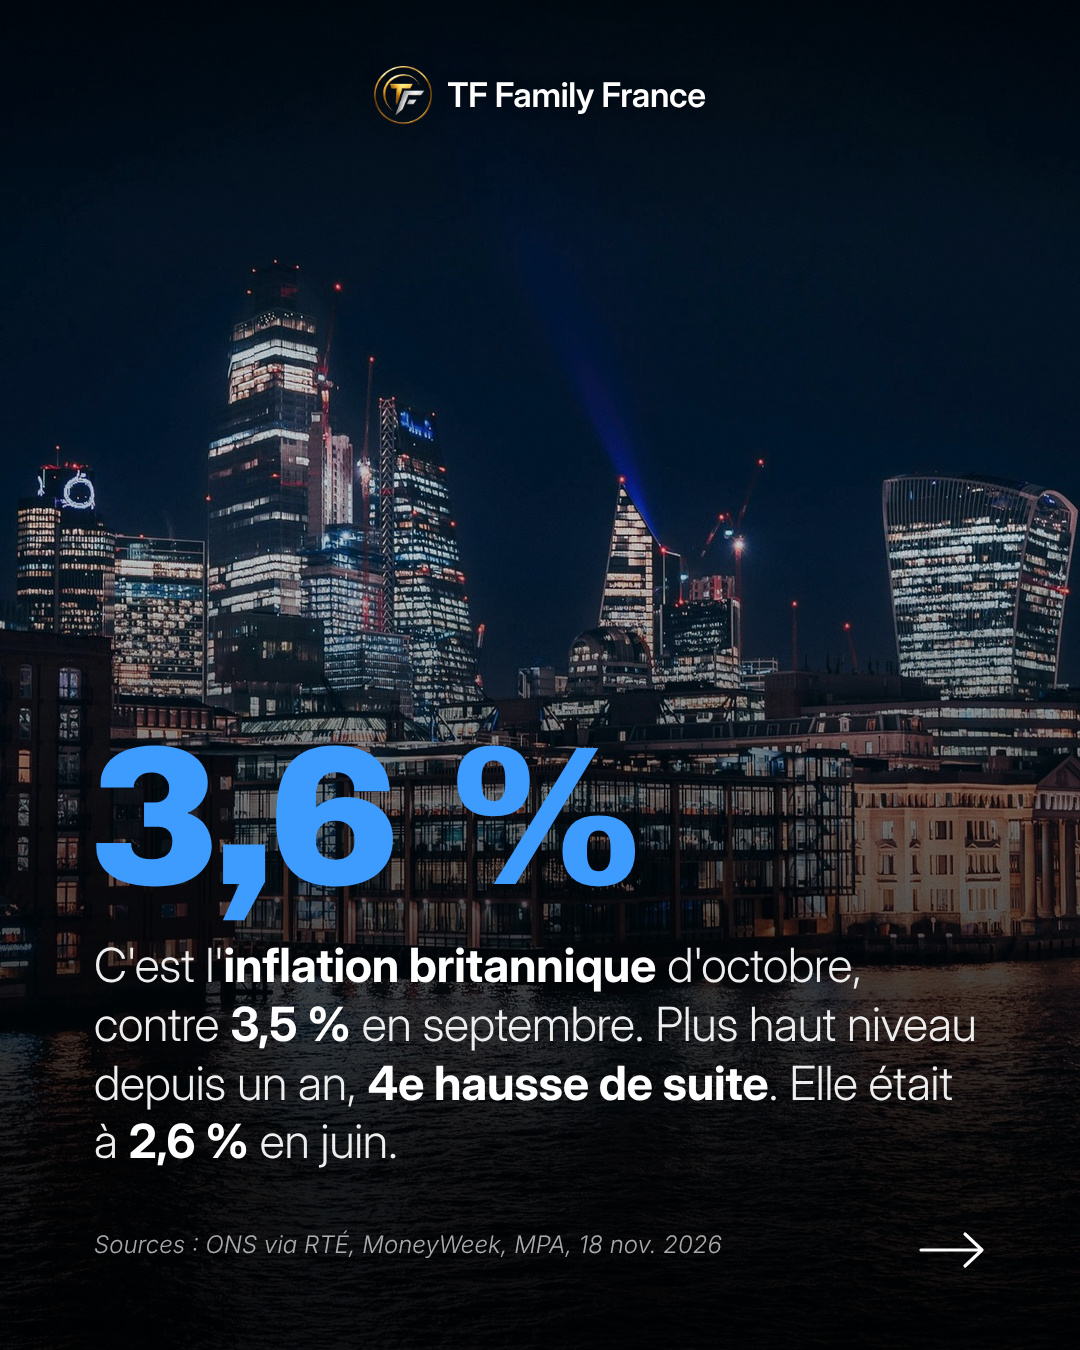 TF Family France
3,6 %
C'est l'inflation britannique d'octobre,
contre 3,5 % en septembre. Plus haut niveau
depuis un an, 4e hausse de suite. Elle était
à 2,6 % en juin.
Sources : ONS via RTÉ, MoneyWeek, MPA, 18 nov. 2026